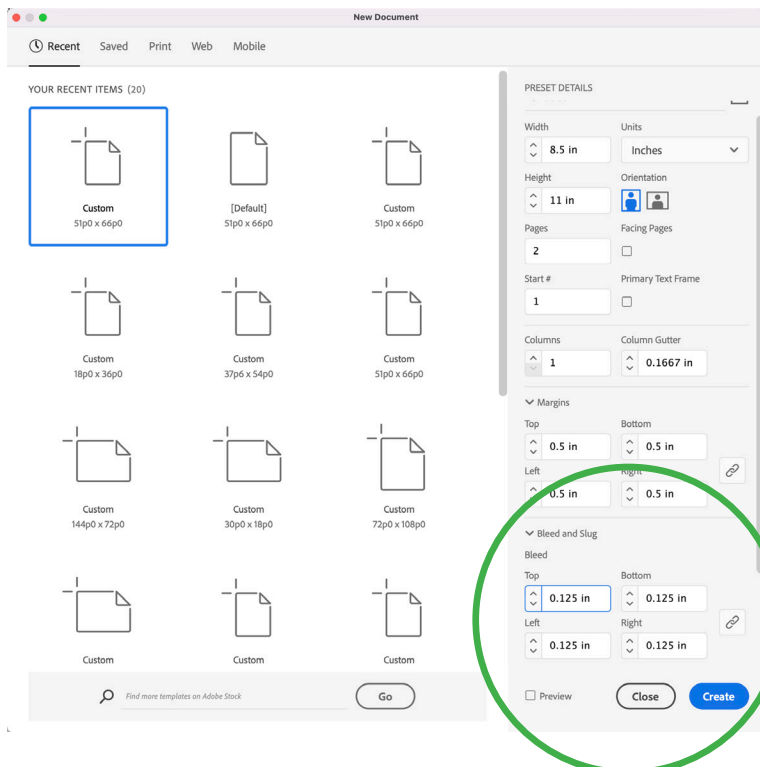 New Document
Recent Saved Print Web Mobile
YOUR RECENT ITEMS (20)
Custom
51p0 x 66p0
[Default]
51p0 x 66p0
Custom
51p0 x 66p0
Custom
18p0 x 36p0
Custom
37p6 x 54p0
Custom
51p0 x 66p0
Custom
144p0 x 72p0
Custom
30p0 x 18p0
Custom
72p0 x 108p0
Custom
Custom
Custom
Find more templates on Adobe Stock
Go
PRESET DETAILS
Width Units
8.5 in Inches
Height Orientation
11 in
Pages Facing Pages
2
Start # Primary Text Frame
1
Columns Column Gutter
1 0.1667 in
Margins
Top Bottom
0.5 in 0.5 in
Left Right
0.5 in 0.5 in
Bleed and Slug
Bleed
Top Bottom
0.125 in 0.125 in
Left Right
0.125 in 0.125 in
Preview Close Create